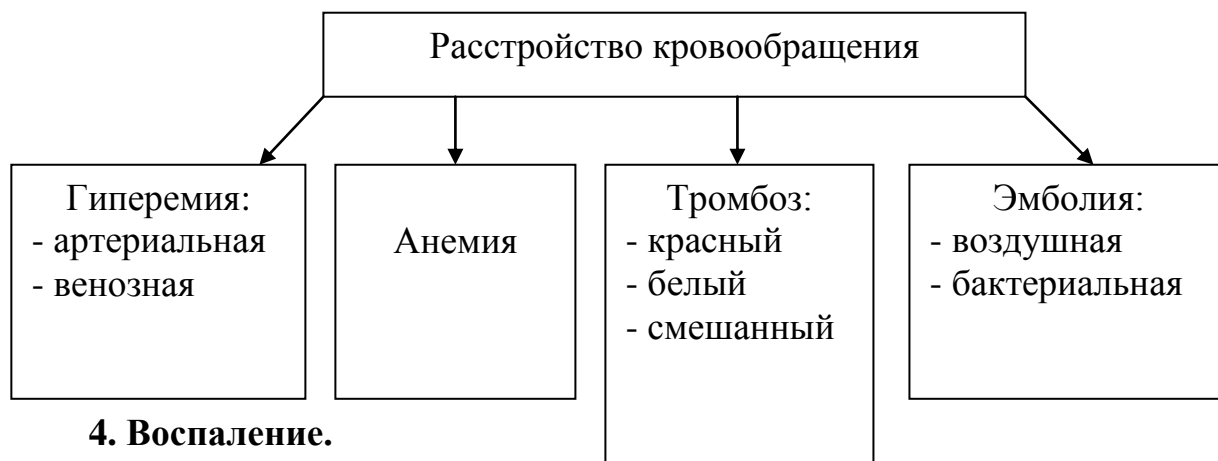 Расстройство кровообращения
Гиперемия:
- артериальная
- венозная
Анемия
Тромбоз:
- красный
- белый
- смешанный
Эмболия:
- воздушная
- бактериальная
4. Воспаление.